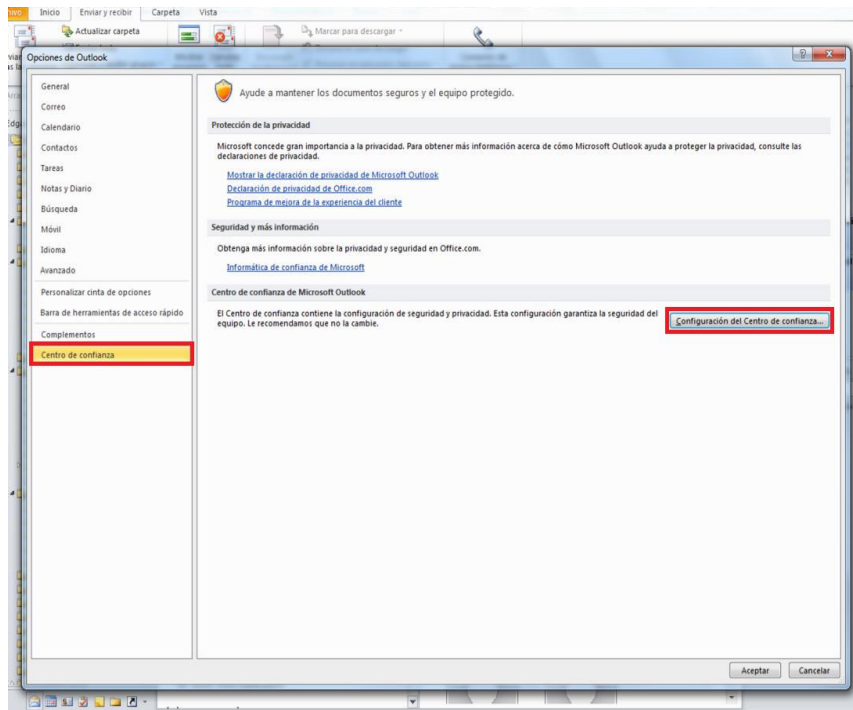 Inicio Enviar y recibir Carpeta Vista
Actualizar carpeta
Marcar para descargar
Opciones de Outlook
General
Correo
Calendario
Contactos
Tareas
Notas y Diario
Búsqueda
Móvil
Idioma
Avanzado
Personalizar cinta de opciones
Barra de herramientas de acceso rápido
Complementos
Centro de confianza
Ayude a mantener los documentos seguros y el equipo protegido.
Protección de la privacidad
Microsoft concede gran importancia a la privacidad. Para obtener más información acerca de cómo Microsoft Outlook ayuda a proteger la privacidad, consulte las
declaraciones de privacidad.
Mostrar la declaración de privacidad de Microsoft Outlook
Declaración de privacidad de Office.com
Programa de mejora de la experiencia del cliente
Seguridad y más información
Obtenga más información sobre la privacidad y seguridad en Office.com.
Informática de confianza de Microsoft
Centro de confianza de Microsoft Outlook
El Centro de confianza contiene la configuración de seguridad y privacidad. Esta configuración garantiza la seguridad del
equipo. Le recomendamos que no la cambie.
Configuración del Centro de confianza...
Aceptar Cancelar